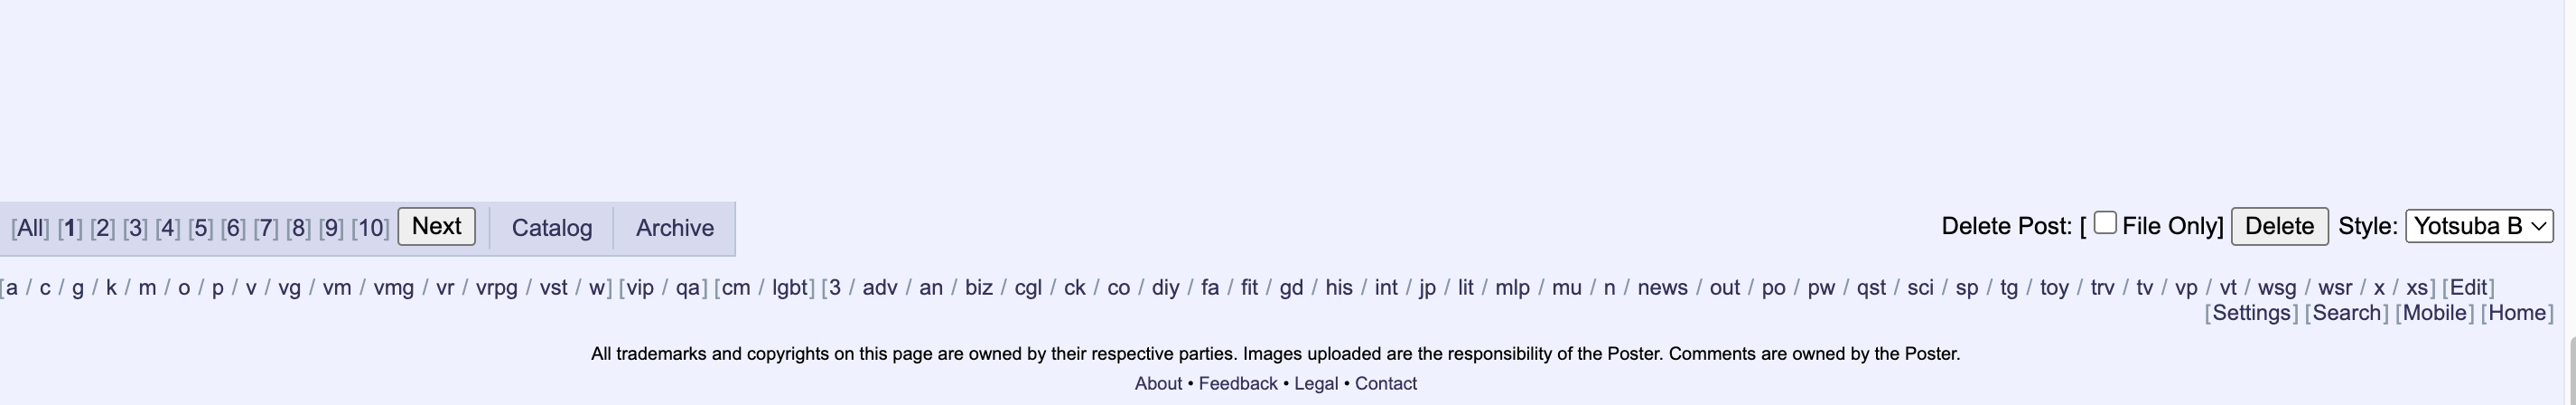 [All] [1] [2] [3] [4] [5] [6] [7] [8] [9] [10] Next Catalog Archive Delete Post: [ File Only] Delete Style: Yotsuba B
[a / c / g / k / m / o / p / v / vg / vm / vmg / vr / vrpg / vst / w] [vip / qa] [cm / lgbt] [3 / adv / an / biz / cgl / ck / co / diy / fa / fit / gd / his / int / jp / lit / mlp / mu / n / news / out / po / pw / qst / sci / sp / tg / toy / trv / tv / vp / vt / wsg / wsr / x / xs] [Edit]
[Settings] [Search] [Mobile] [Home]
All trademarks and copyrights on this page are owned by their respective parties. Images uploaded are the responsibility of the Poster. Comments are owned by the Poster.
About • Feedback • Legal • Contact